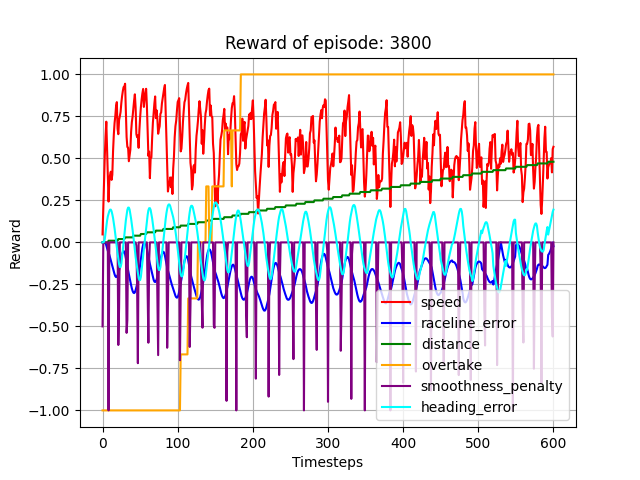 Reward of episode: 3800
Reward
1.00
0.75
0.50
0.25
0.00
−0.25
−0.50
−0.75
−1.00
speed
raceline_error
distance
overtake
smoothness_penalty
heading_error
0 100 200 300 400 500 600
Timesteps